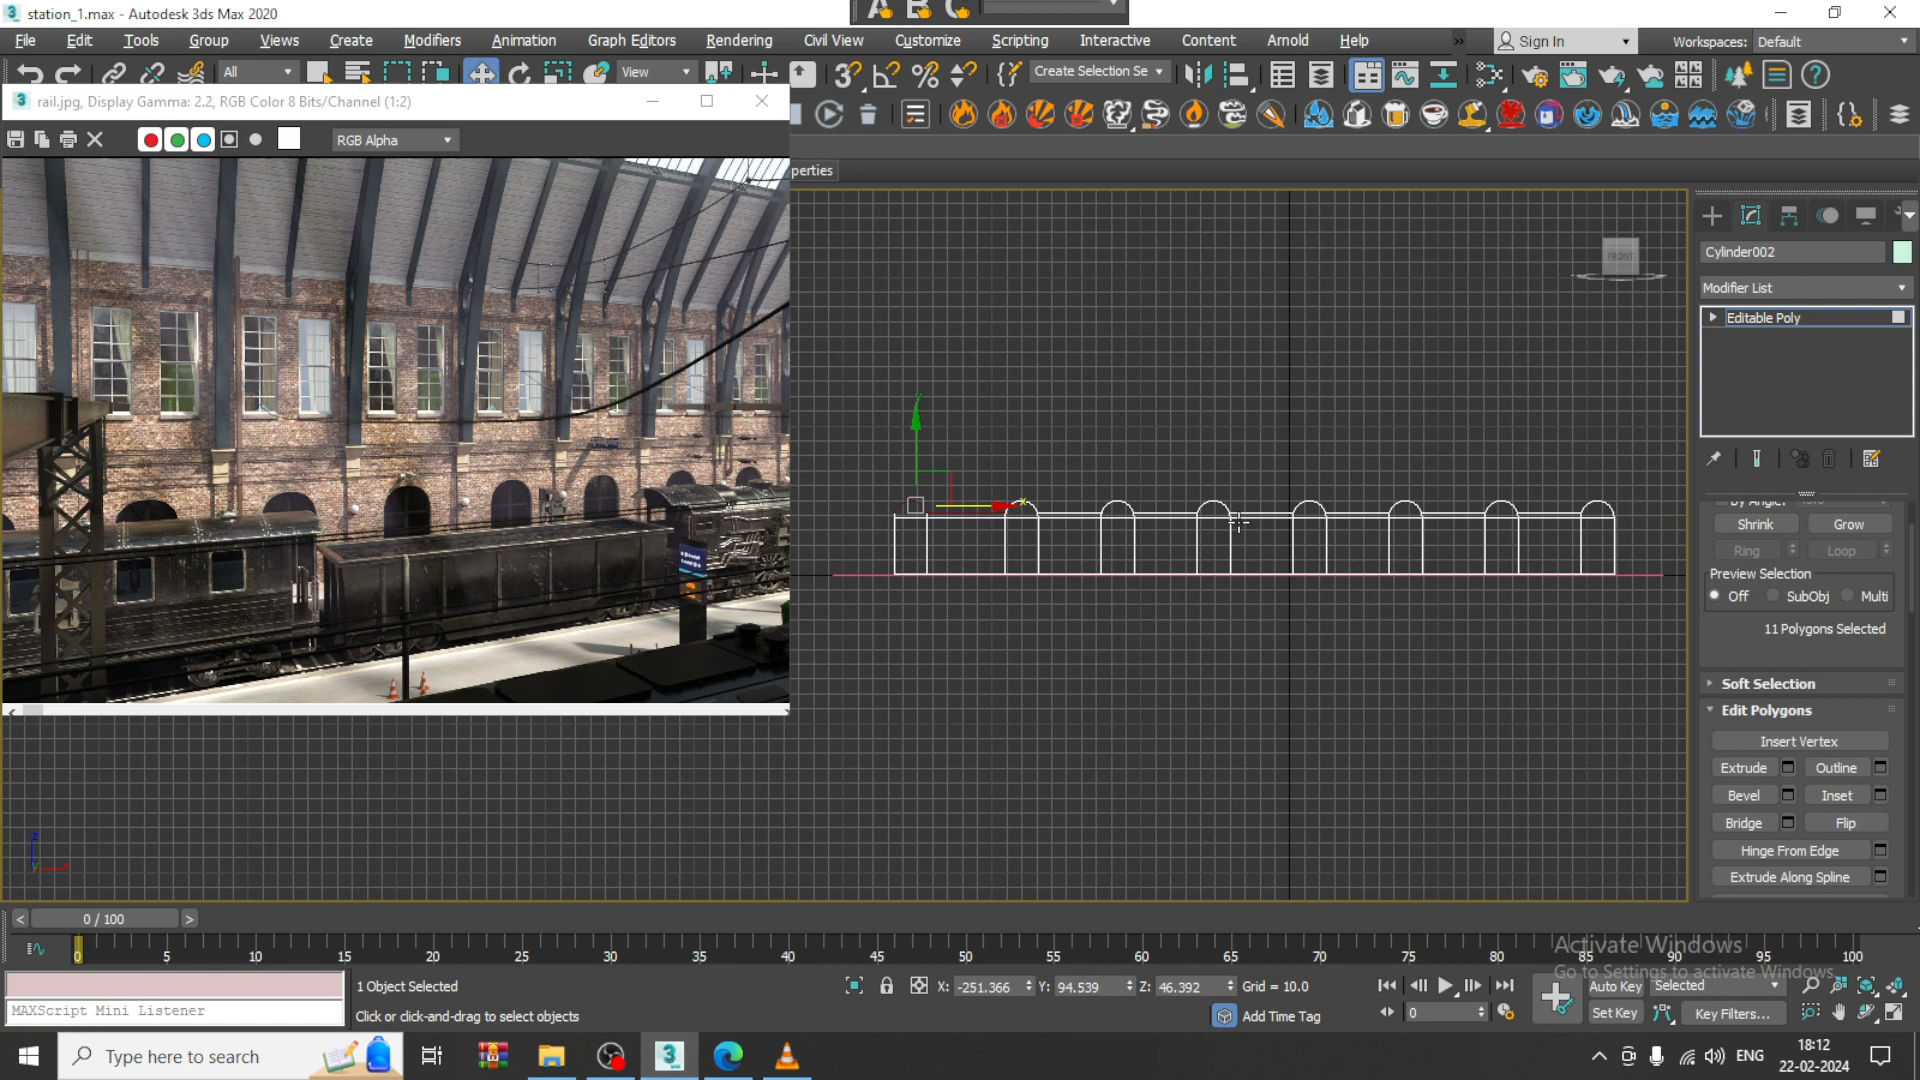 station_1.max - Autodesk 3ds Max 2020
File Edit Tools Group Views Create Modifiers Animation Graph Editors Rendering Civil View Customize Scripting Interactive Content Arnold Help
Sign In
Workspaces: Default
All
View
Create Selection Se
rail.jpg, Display Gamma: 2.2, RGB Color 8 Bits/Channel (1:2)
RGB Alpha
perties
FRONT
Cylinder002
Modifier List
Editable Poly
By Angle:
Shrink Grow
Ring Loop
Preview Selection
Off SubObj Multi
11 Polygons Selected
Soft Selection
Edit Polygons
Insert Vertex
Extrude Outline
Bevel Inset
Bridge Flip
Hinge From Edge
Extrude Along Spline
y
x
z
y
0 / 100
0 5 10 15 20 25 30 35 40 45 50 55 60 65 70 75 80 85 90 95 100
Activate Windows
Go to Settings to activate Windows.
1 Object Selected
X: -251.366 Y: 94.539 Z: 46.392 Grid = 10.0
Auto Key Selected
MAXScript Mini Listener
Click or click-and-drag to select objects
Add Time Tag
0
Set Key Key Filters...
Type here to search
ENG
18:12
22-02-2024